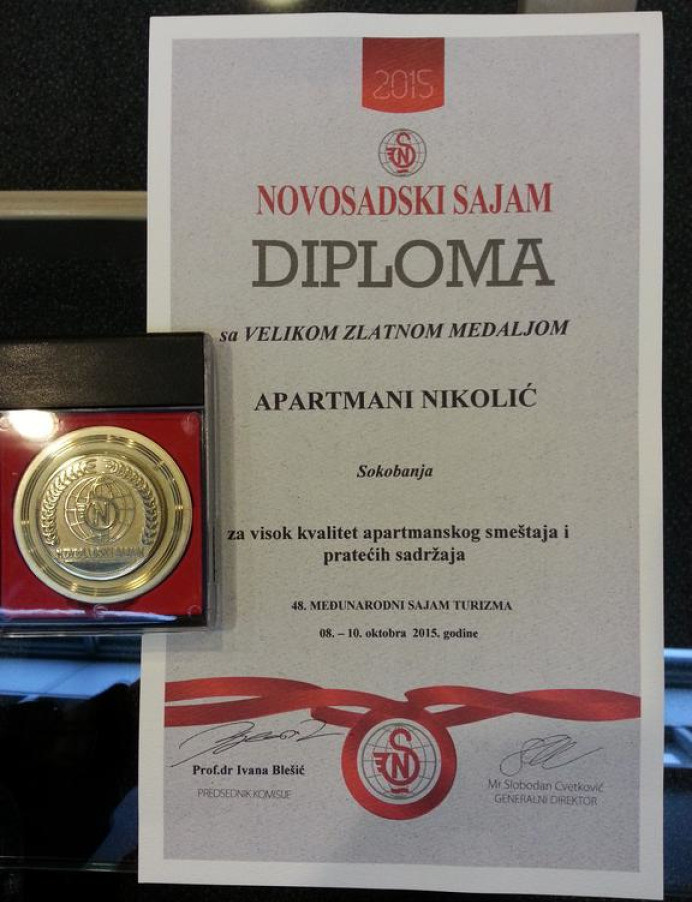 2015
NOVOSADSKI SAJAM
DIPLOMA
sa VELIKOM ZLATNOM MEDALJOM
APARTMANI NIKOLIĆ
Sokobanja
za visok kvalitet apartmanskog smeštaja i
pratećih sadržaja
48. MEĐUNARODNI SAJAM TURIZMA
08. – 10. oktobra 2015. godine
Prof.dr Ivana Blešić
PREDSEDNIK KOMISIJE
Mr Slobodan Cvetković
GENERALNI DIREKTOR
NOVOSADSKI SAJAM